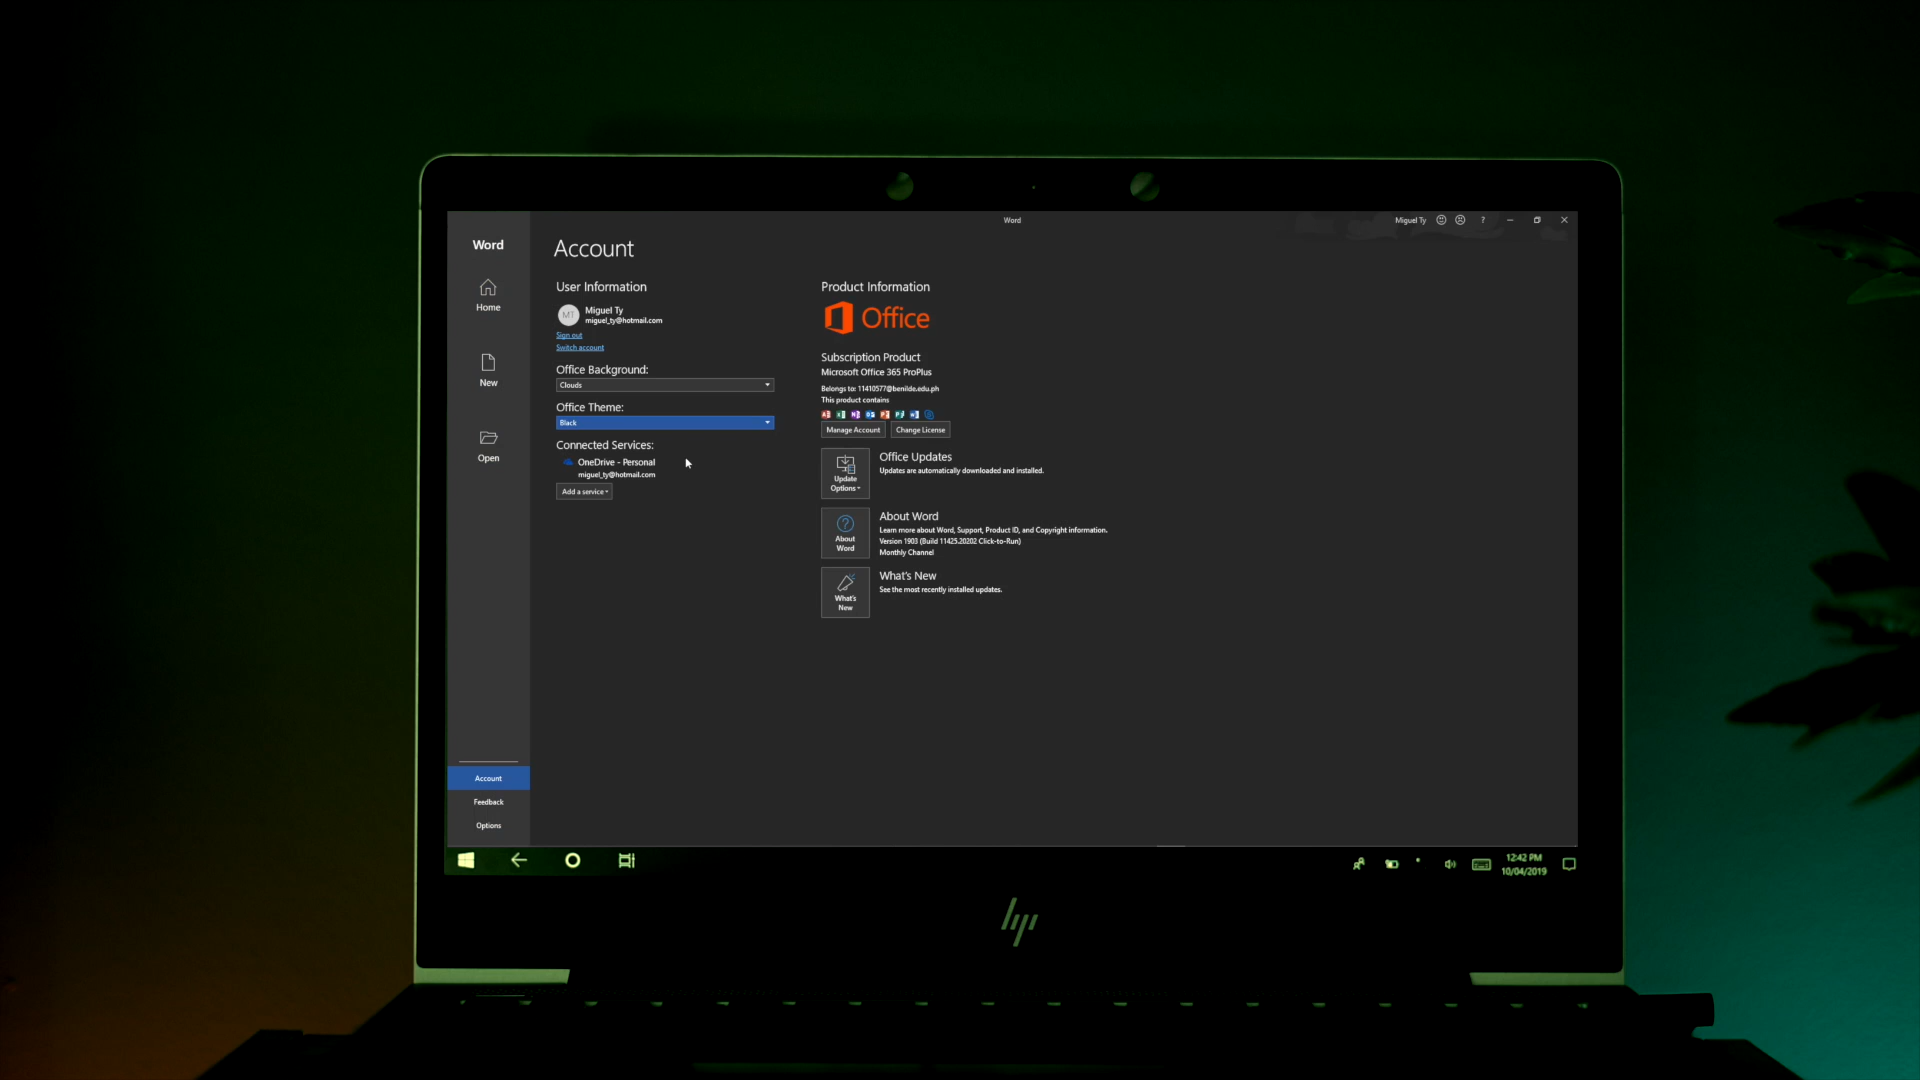 Word
Miguel Ty
?
Word
Home
New
Open
Account
Feedback
Options
Account
User Information
MT
Miguel Ty
miguel_ty@hotmail.com
Sign out
Switch account
Office Background:
Clouds
Office Theme:
Black
Connected Services:
OneDrive - Personal
miguel_ty@hotmail.com
Add a service
Product Information
Office
Subscription Product
Microsoft Office 365 ProPlus
Belongs to: 11410577@benilde.edu.ph
This product contains
Manage Account
Change License
Update
Options
Office Updates
Updates are automatically downloaded and installed.
?
About
Word
About Word
Learn more about Word, Support, Product ID, and Copyright information.
Version 1903 (Build 11425.20202 Click-to-Run)
Monthly Channel
What's
New
What's New
See the most recently installed updates.
12:42 PM
10/04/2019
hp